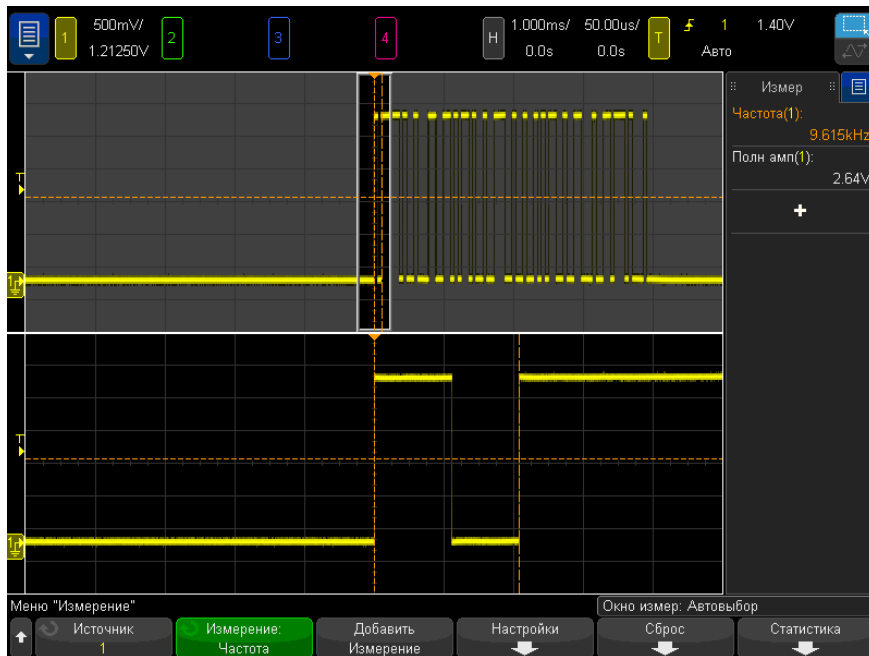 500mV/ 1.000ms/ 50.00us/ 1 1.40V
1 2 3 4 H T
1.21250V 0.0s 0.0s Авто
Измер
Частота(1):
9.615kHz
Полн амп(1):
2.64V
+
T
1
T
1
Меню "Измерение"
Окно измер: Автовыбор
Источник
1
Измерение:
Частота
Добавить
Измерение
Настройки
Сброс
Статистика